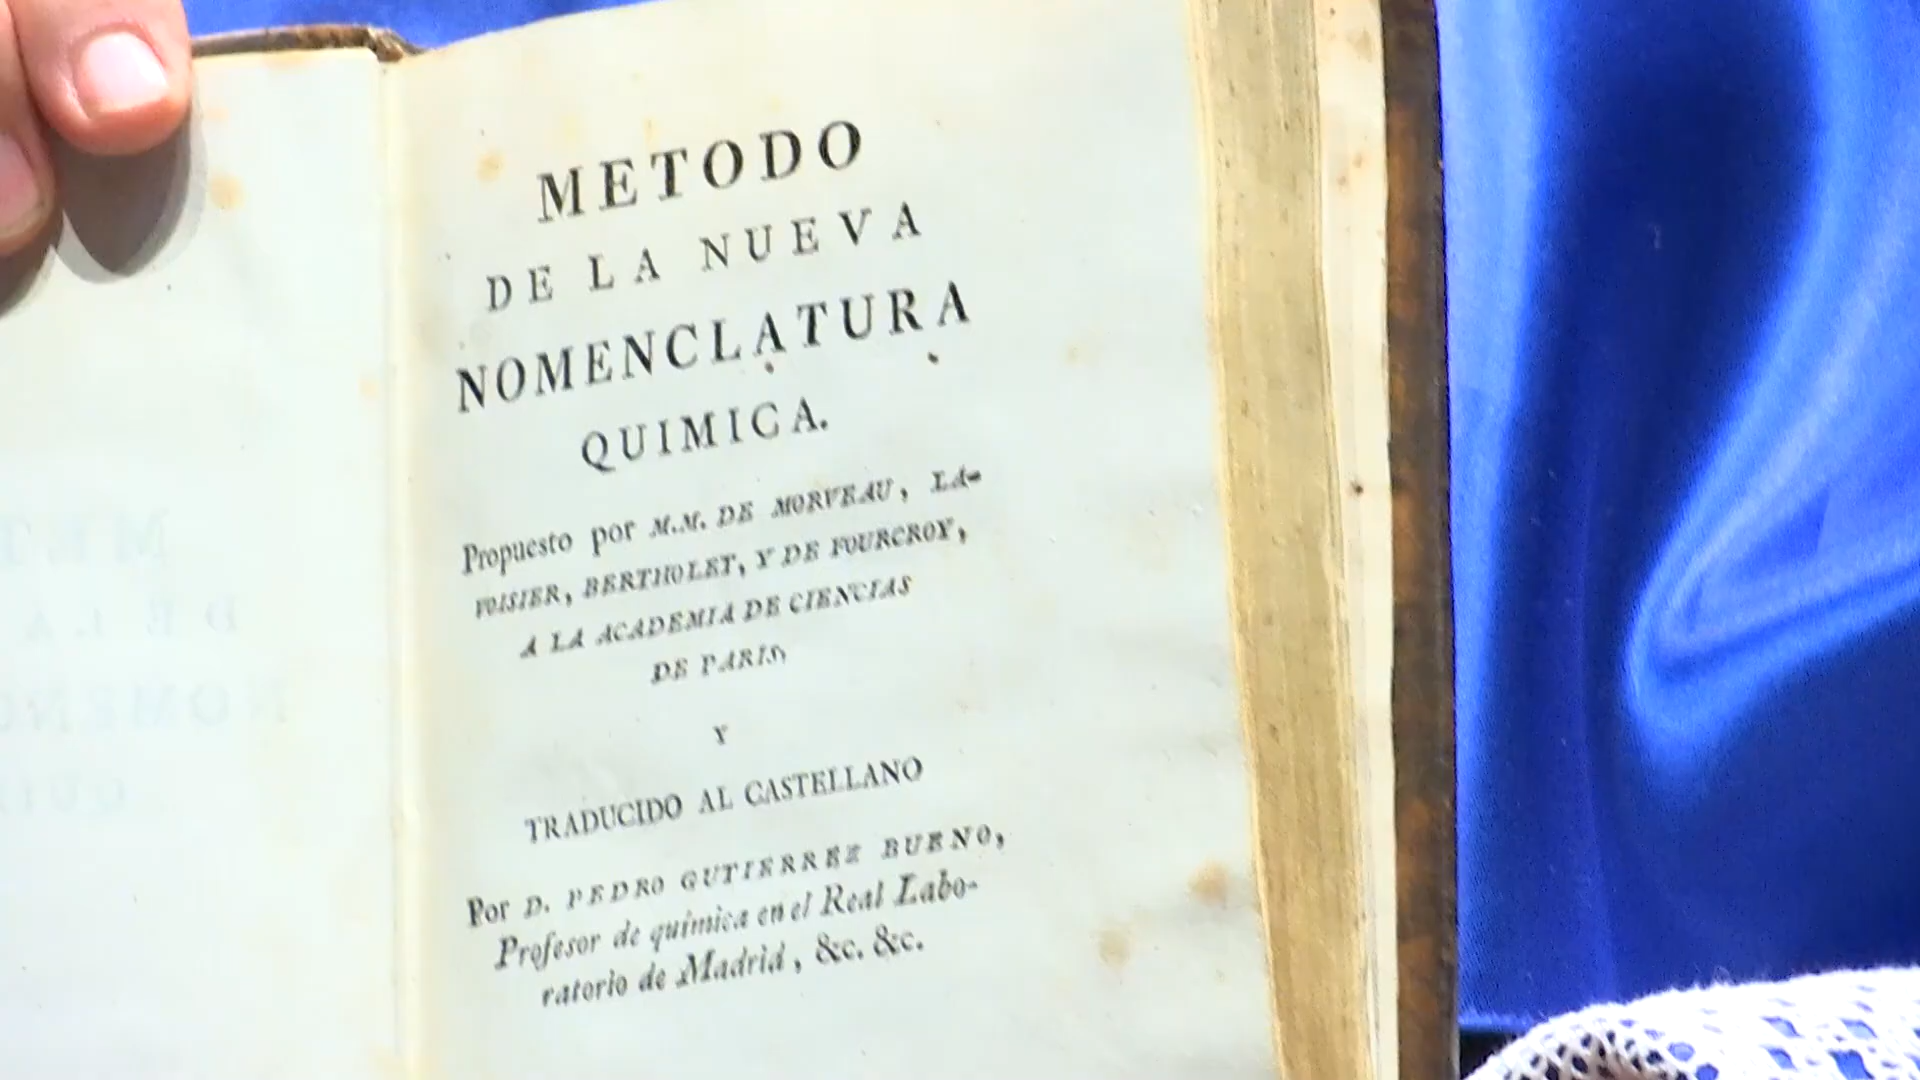 METODO
DE LA NUEVA
NOMENCLATURA
QUIMICA.
Propuesto por M.M. DE MORVEAU, LA-
VOISIER, BERTHOLET, Y DE FOURCROY,
A LA ACADEMIA DE CIENCIAS
DE PARIS,
Y
TRADUCIDO AL CASTELLANO
Por D. PEDRO GUTIERREZ BUENO,
Profesor de quimica en el Real Labo-
ratorio de Madrid, &c. &c.